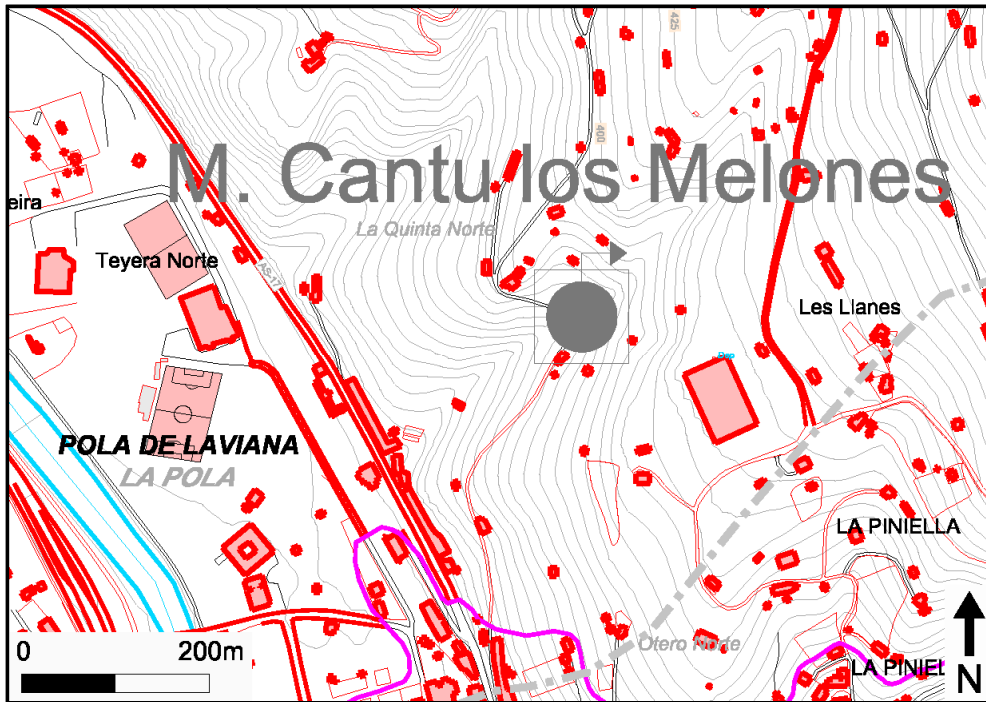 425
400
M. Cantu los Melones
eira
La Quinta Norte
Teyera Norte
AS-17
Les Llanes
Dep
POLA DE LAVIANA
LA POLA
LA PINIELLA
Otero Norte
0 200m
LA PINIEL
N